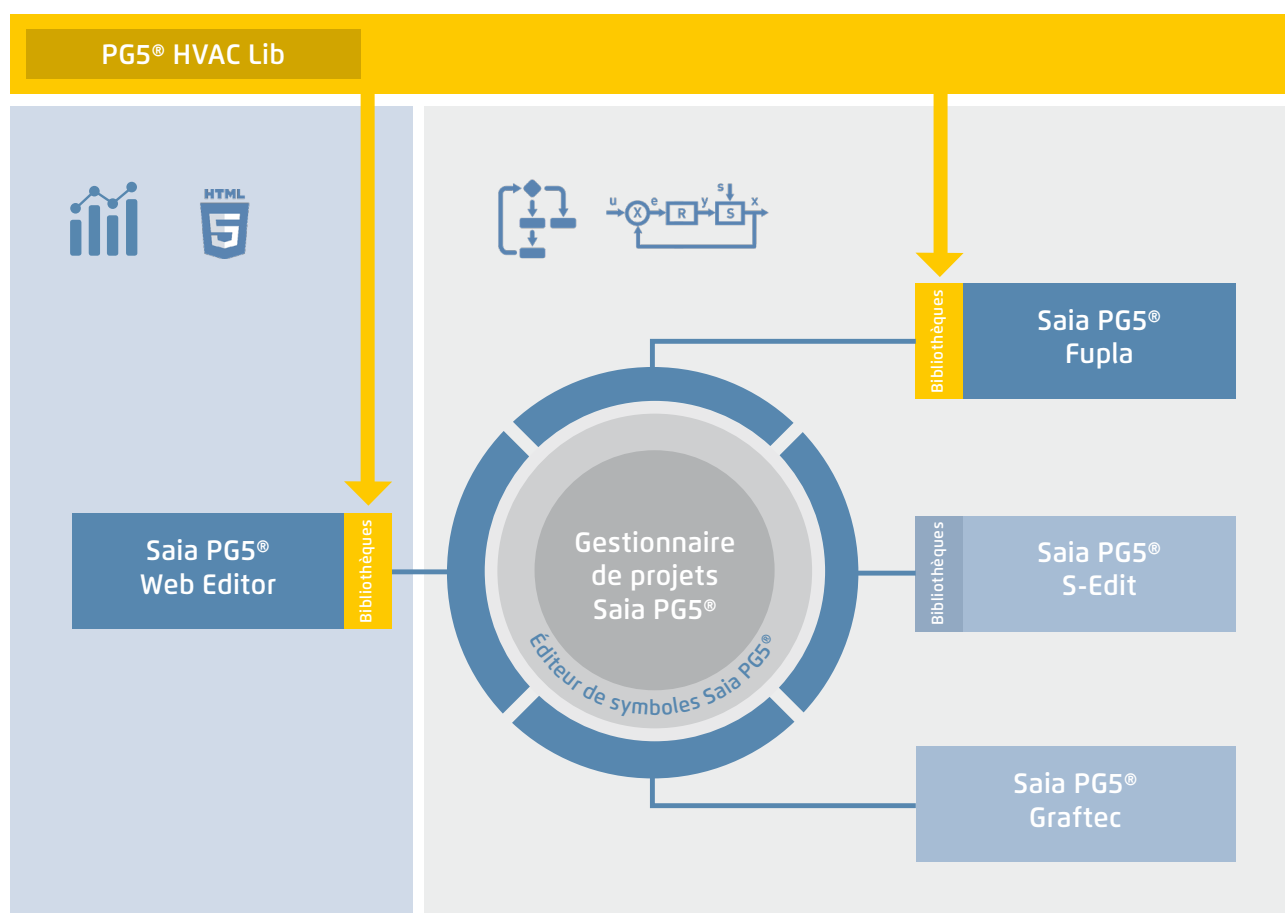 PG5® HVAC Lib
HTML
5
u
e
y
s
x
X
R
S
Bibliothèques
Saia PG5®
Fupla
Saia PG5®
Web Editor
Bibliothèques
Gestionnaire
de projets
Saia PG5®
Éditeur de symboles Saia PG5®
Bibliothèques
Saia PG5®
S-Edit
Saia PG5®
Graftec